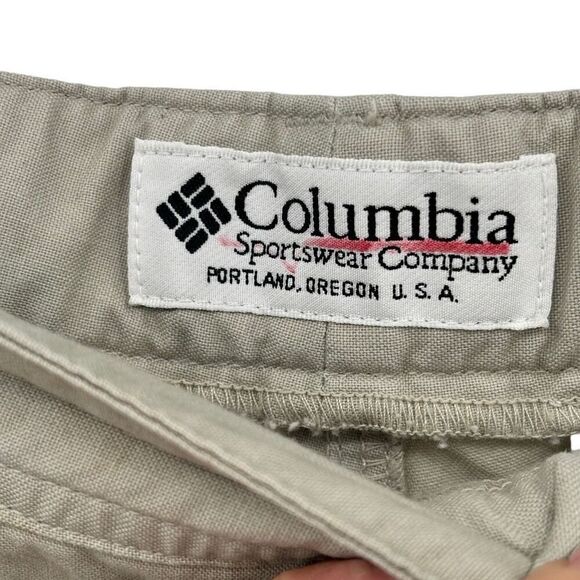 Columbia
Sportswear Company
PORTLAND, OREGON U. S. A.